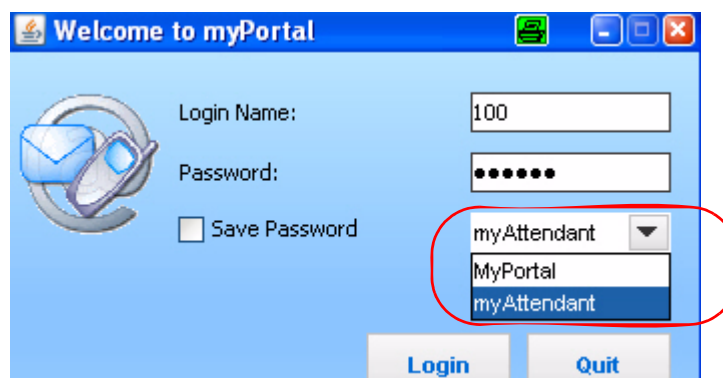 Welcome to myPortal
Login Name: 100
Password: ●●●●●●
Save Password myAttendant
MyPortal
myAttendant
Login Quit